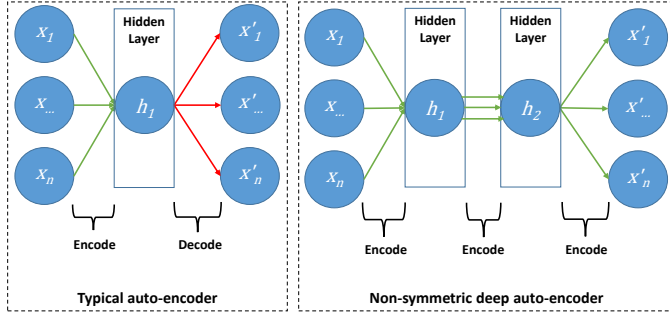 Hidden
Layer
x1
x...
xn
h1
x'1
x'...
x'n
Encode
Decode
Typical auto-encoder
Hidden
Layer
Hidden
Layer
x1
x...
xn
h1
h2
x'1
x'...
x'n
Encode
Encode
Encode
Non-symmetric deep auto-encoder